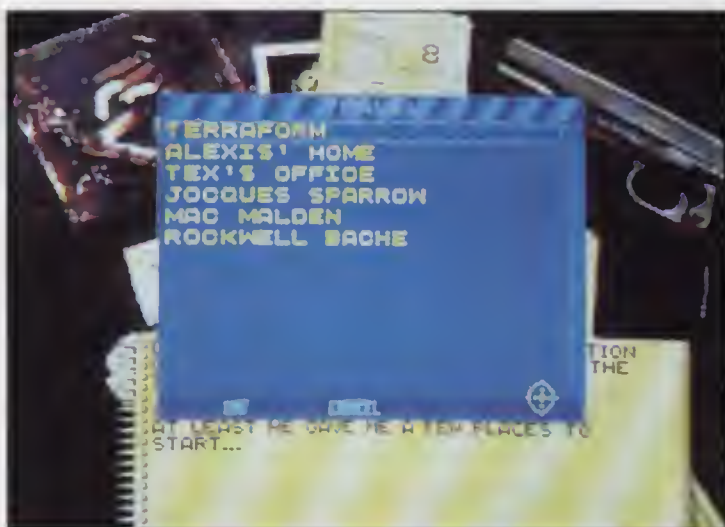 8
TERRAFORM
ALEXIS' HOME
TEX'S OFFICE
JOCQUES SPARROW
MAC MALDEN
ROCKWELL BACHE
TION
THE
AT LEAST HE GAVE ME A FEW PLACES TO
START...